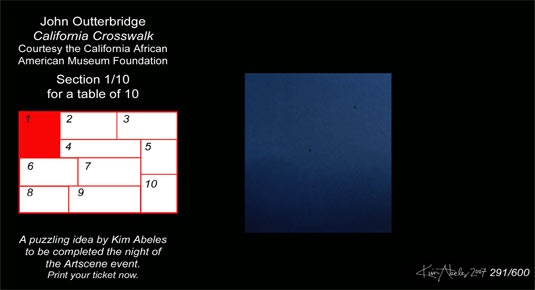 John Outterbridge
California Crosswalk
Courtesy the California African
American Museum Foundation
Section 1/10
for a table of 10
1
2
3
4
5
6
7
8
9
10
A puzzling idea by Kim Abeles
to be completed the night of
the Artscene event.
Print your ticket now.
Kim Abeles 2007 291/600